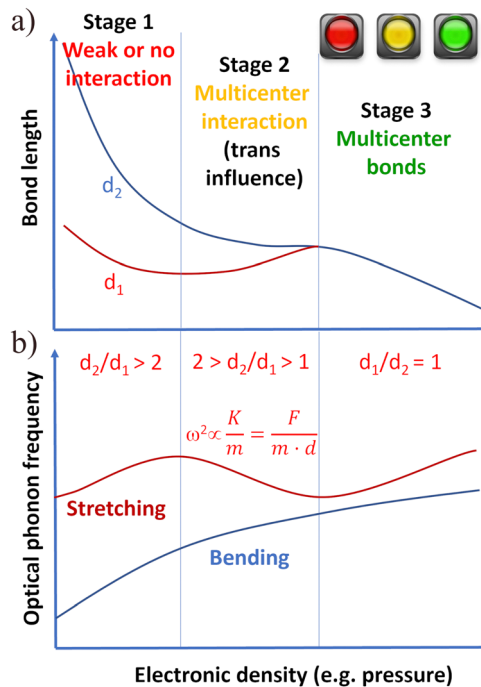 a)
Stage 1
Weak or no
interaction
Stage 2
Multicenter
interaction
(trans
influence)
Stage 3
Multicenter
bonds
Bond length
d₂
d₁
b)
d₂/d₁ > 2
2 > d₂/d₁ > 1
d₁/d₂ = 1
ω² ∝ K/m = F/(m · d)
Optical phonon frequency
Stretching
Bending
Electronic density (e.g. pressure)